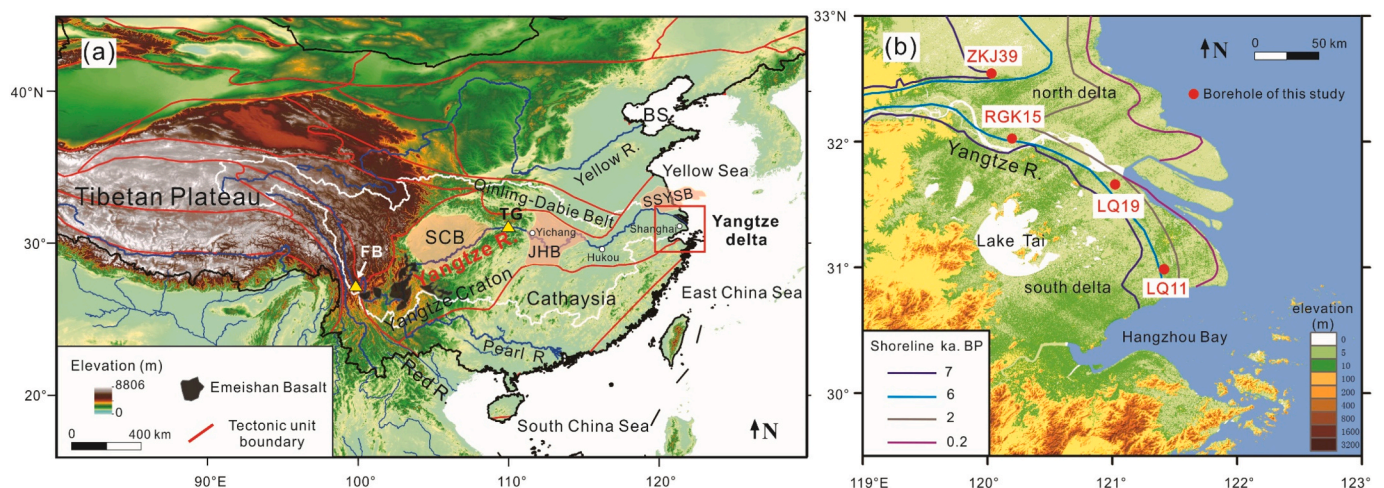 (a)
40°N
30°
20°
90°E
100°
110°
120°
BS
Yellow R.
Yellow Sea
Tibetan Plateau
Qinling-Dabie Belt
SSYSB
TG
Yichang
Shanghai
Yangtze
delta
SCB
FB
JHB
Hukou
Yangtze R.
Yangtze Craton
Cathaysia
East China Sea
Pearl R.
Red R.
South China Sea
N
Elevation (m)
8806
0
Emeishan Basalt
0 400 km
Tectonic unit
boundary
33°N
32°
31°
30°
119°E
120°
121°
122°
123°
(b)
ZKJ39
N
0 50 km
north delta
Borehole of this study
RGK15
Yangtze R.
LQ19
Lake Tai
LQ11
south delta
Hangzhou Bay
Shoreline ka. BP
7
6
2
0.2
elevation
(m)
0
5
10
100
200
400
800
1600
3200